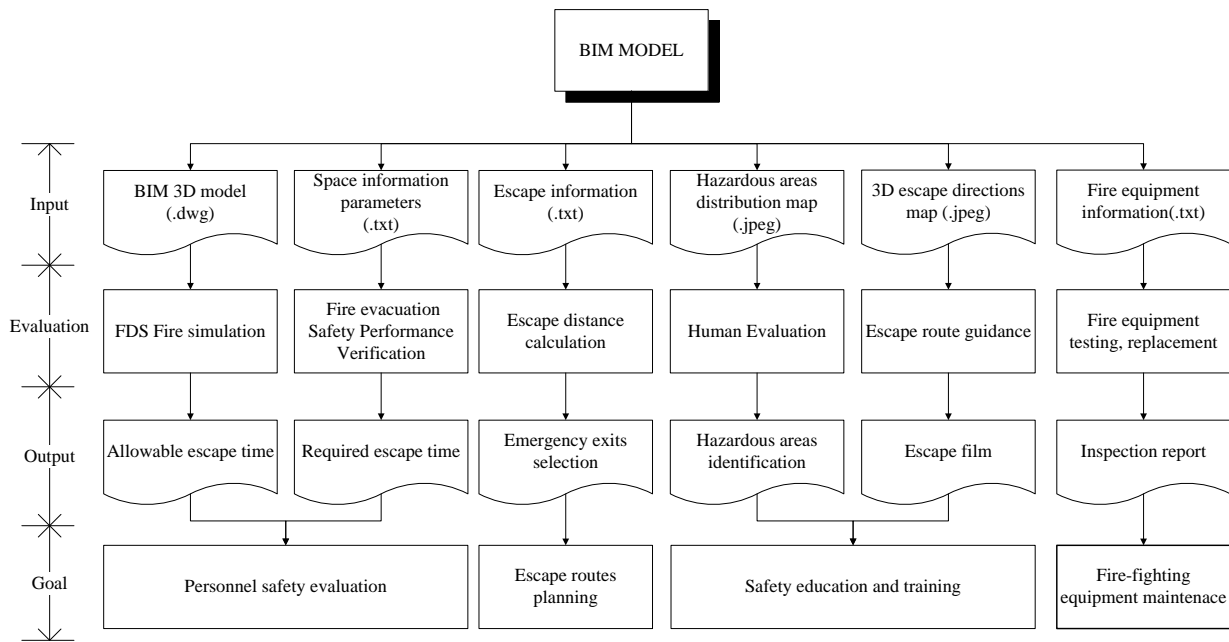 BIM MODEL
Input
BIM 3D model
(.dwg)
Space information
parameters
(.txt)
Escape information
(.txt)
Hazardous areas
distribution map
(.jpeg)
3D escape directions
map (.jpeg)
Fire equipment
information(.txt)
Evaluation
FDS Fire simulation
Fire evacuation
Safety Performance
Verification
Escape distance
calculation
Human Evaluation
Escape route guidance
Fire equipment
testing, replacement
Output
Allowable escape time
Required escape time
Emergency exits
selection
Hazardous areas
identification
Escape film
Inspection report
Goal
Personnel safety evaluation
Escape routes
planning
Safety education and training
Fire-fighting
equipment maintenace